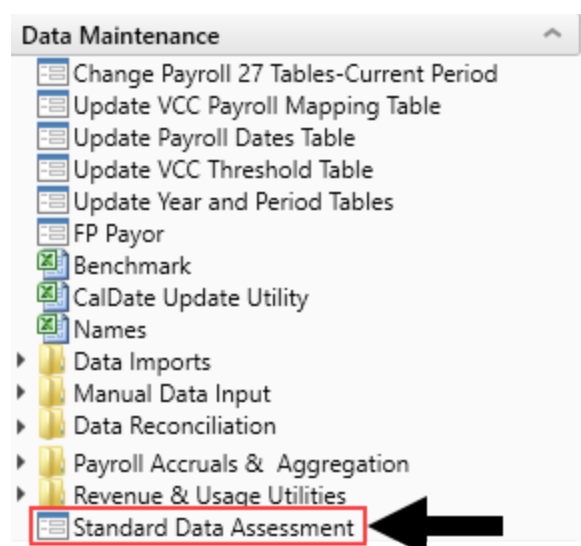 Data Maintenance
Change Payroll 27 Tables-Current Period
Update VCC Payroll Mapping Table
Update Payroll Dates Table
Update VCC Threshold Table
Update Year and Period Tables
FP Payor
Benchmark
CalDate Update Utility
Names
Data Imports
Manual Data Input
Data Reconciliation
Payroll Accruals & Aggregation
Revenue & Usage Utilities
Standard Data Assessment